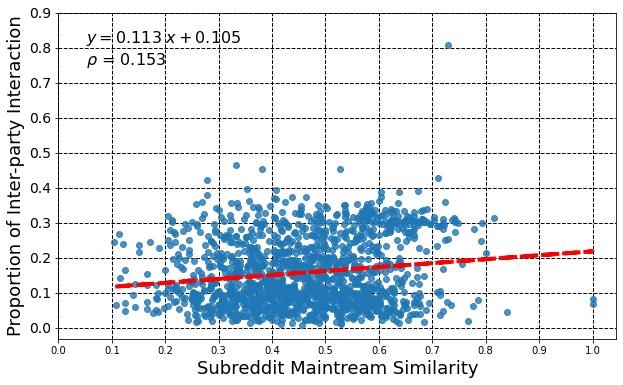 y = 0.113 x + 0.105
ρ = 0.153
Proportion of Inter-party Interaction
0.9
0.8
0.7
0.6
0.5
0.4
0.3
0.2
0.1
0.0
0.0 0.1 0.2 0.3 0.4 0.5 0.6 0.7 0.8 0.9 1.0
Subreddit Maintream Similarity